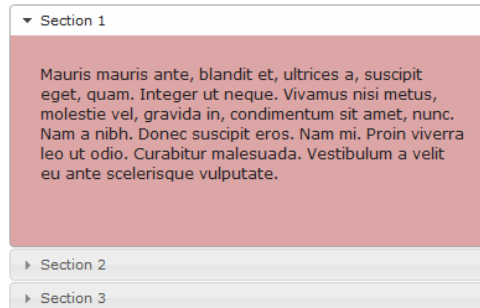 Section 1
Mauris mauris ante, blandit et, ultrices a, suscipit
eget, quam. Integer ut neque. Vivamus nisi metus,
molestie vel, gravida in, condimentum sit amet, nunc.
Nam a nibh. Donec suscipit eros. Nam mi. Proin viverra
leo ut odio. Curabitur malesuada. Vestibulum a velit
eu ante scelerisque vulputate.
Section 2
Section 3